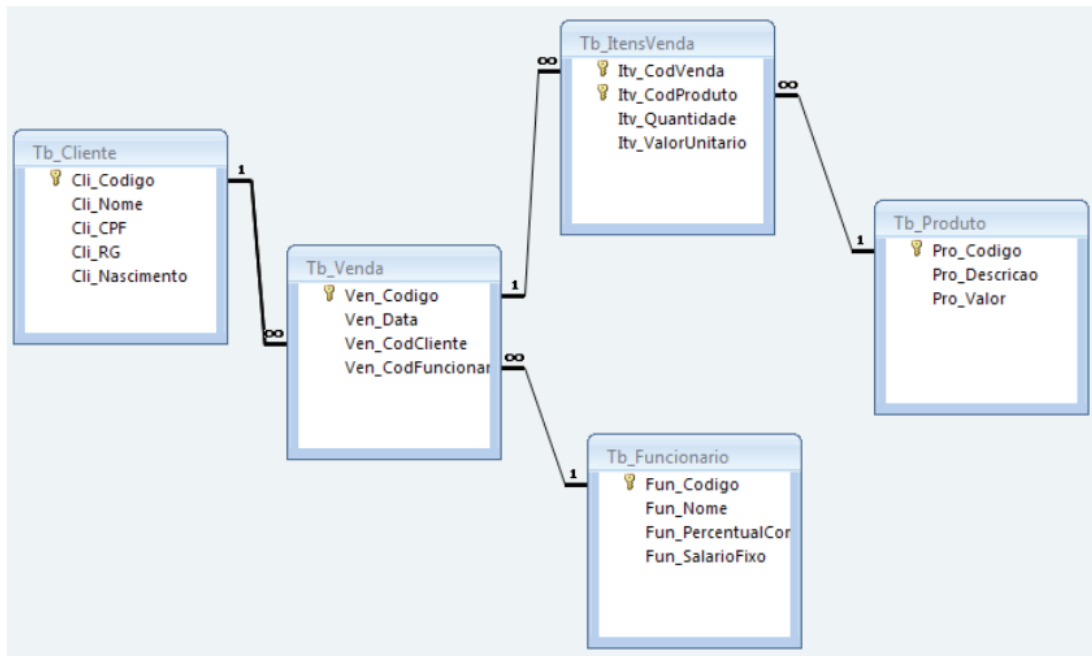 Tb_Cliente
Cli_Codigo
Cli_Nome
Cli_CPF
Cli_RG
Cli_Nascimento
1
∞
Tb_Venda
Ven_Codigo
Ven_Data
Ven_CodCliente
Ven_CodFuncionar
1
∞
∞
Tb_ItensVenda
Itv_CodVenda
Itv_CodProduto
Itv_Quantidade
Itv_ValorUnitario
∞
1
Tb_Produto
Pro_Codigo
Pro_Descricao
Pro_Valor
1
Tb_Funcionario
Fun_Codigo
Fun_Nome
Fun_PercentualCor
Fun_SalarioFixo